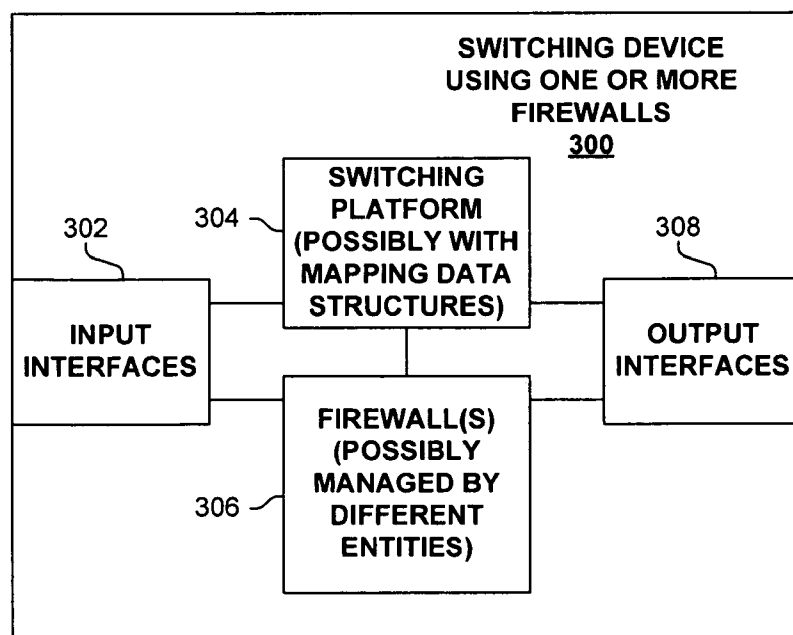 SWITCHING DEVICE
USING ONE OR MORE
FIREWALLS
300
304
SWITCHING
PLATFORM
(POSSIBLY WITH
MAPPING DATA
STRUCTURES)
302
INPUT
INTERFACES
308
OUTPUT
INTERFACES
306
FIREWALL(S)
(POSSIBLY
MANAGED BY
DIFFERENT
ENTITIES)